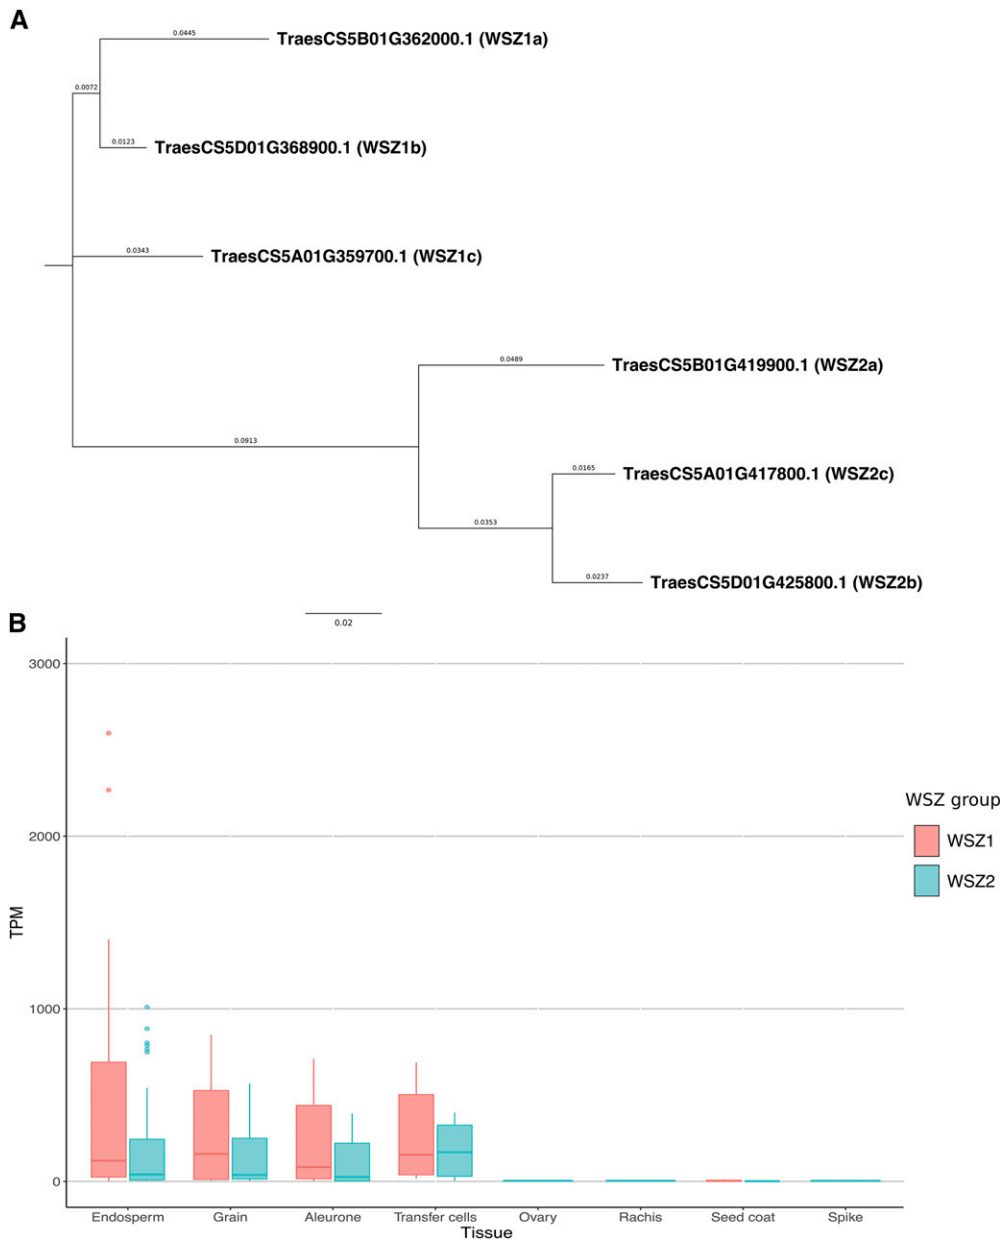 A
0.0445
TraesCS5B01G362000.1 (WSZ1a)
0.0072
0.0123
TraesCS5D01G368900.1 (WSZ1b)
0.0343
TraesCS5A01G359700.1 (WSZ1c)
0.0489
TraesCS5B01G419900.1 (WSZ2a)
0.0913
0.0165
TraesCS5A01G417800.1 (WSZ2c)
0.0353
0.0237
TraesCS5D01G425800.1 (WSZ2b)
0.02
B
3000
2000
1000
0
TPM
WSZ group
WSZ1
WSZ2
Endosperm Grain Aleurone Transfer cells Ovary Rachis Seed coat Spike
Tissue